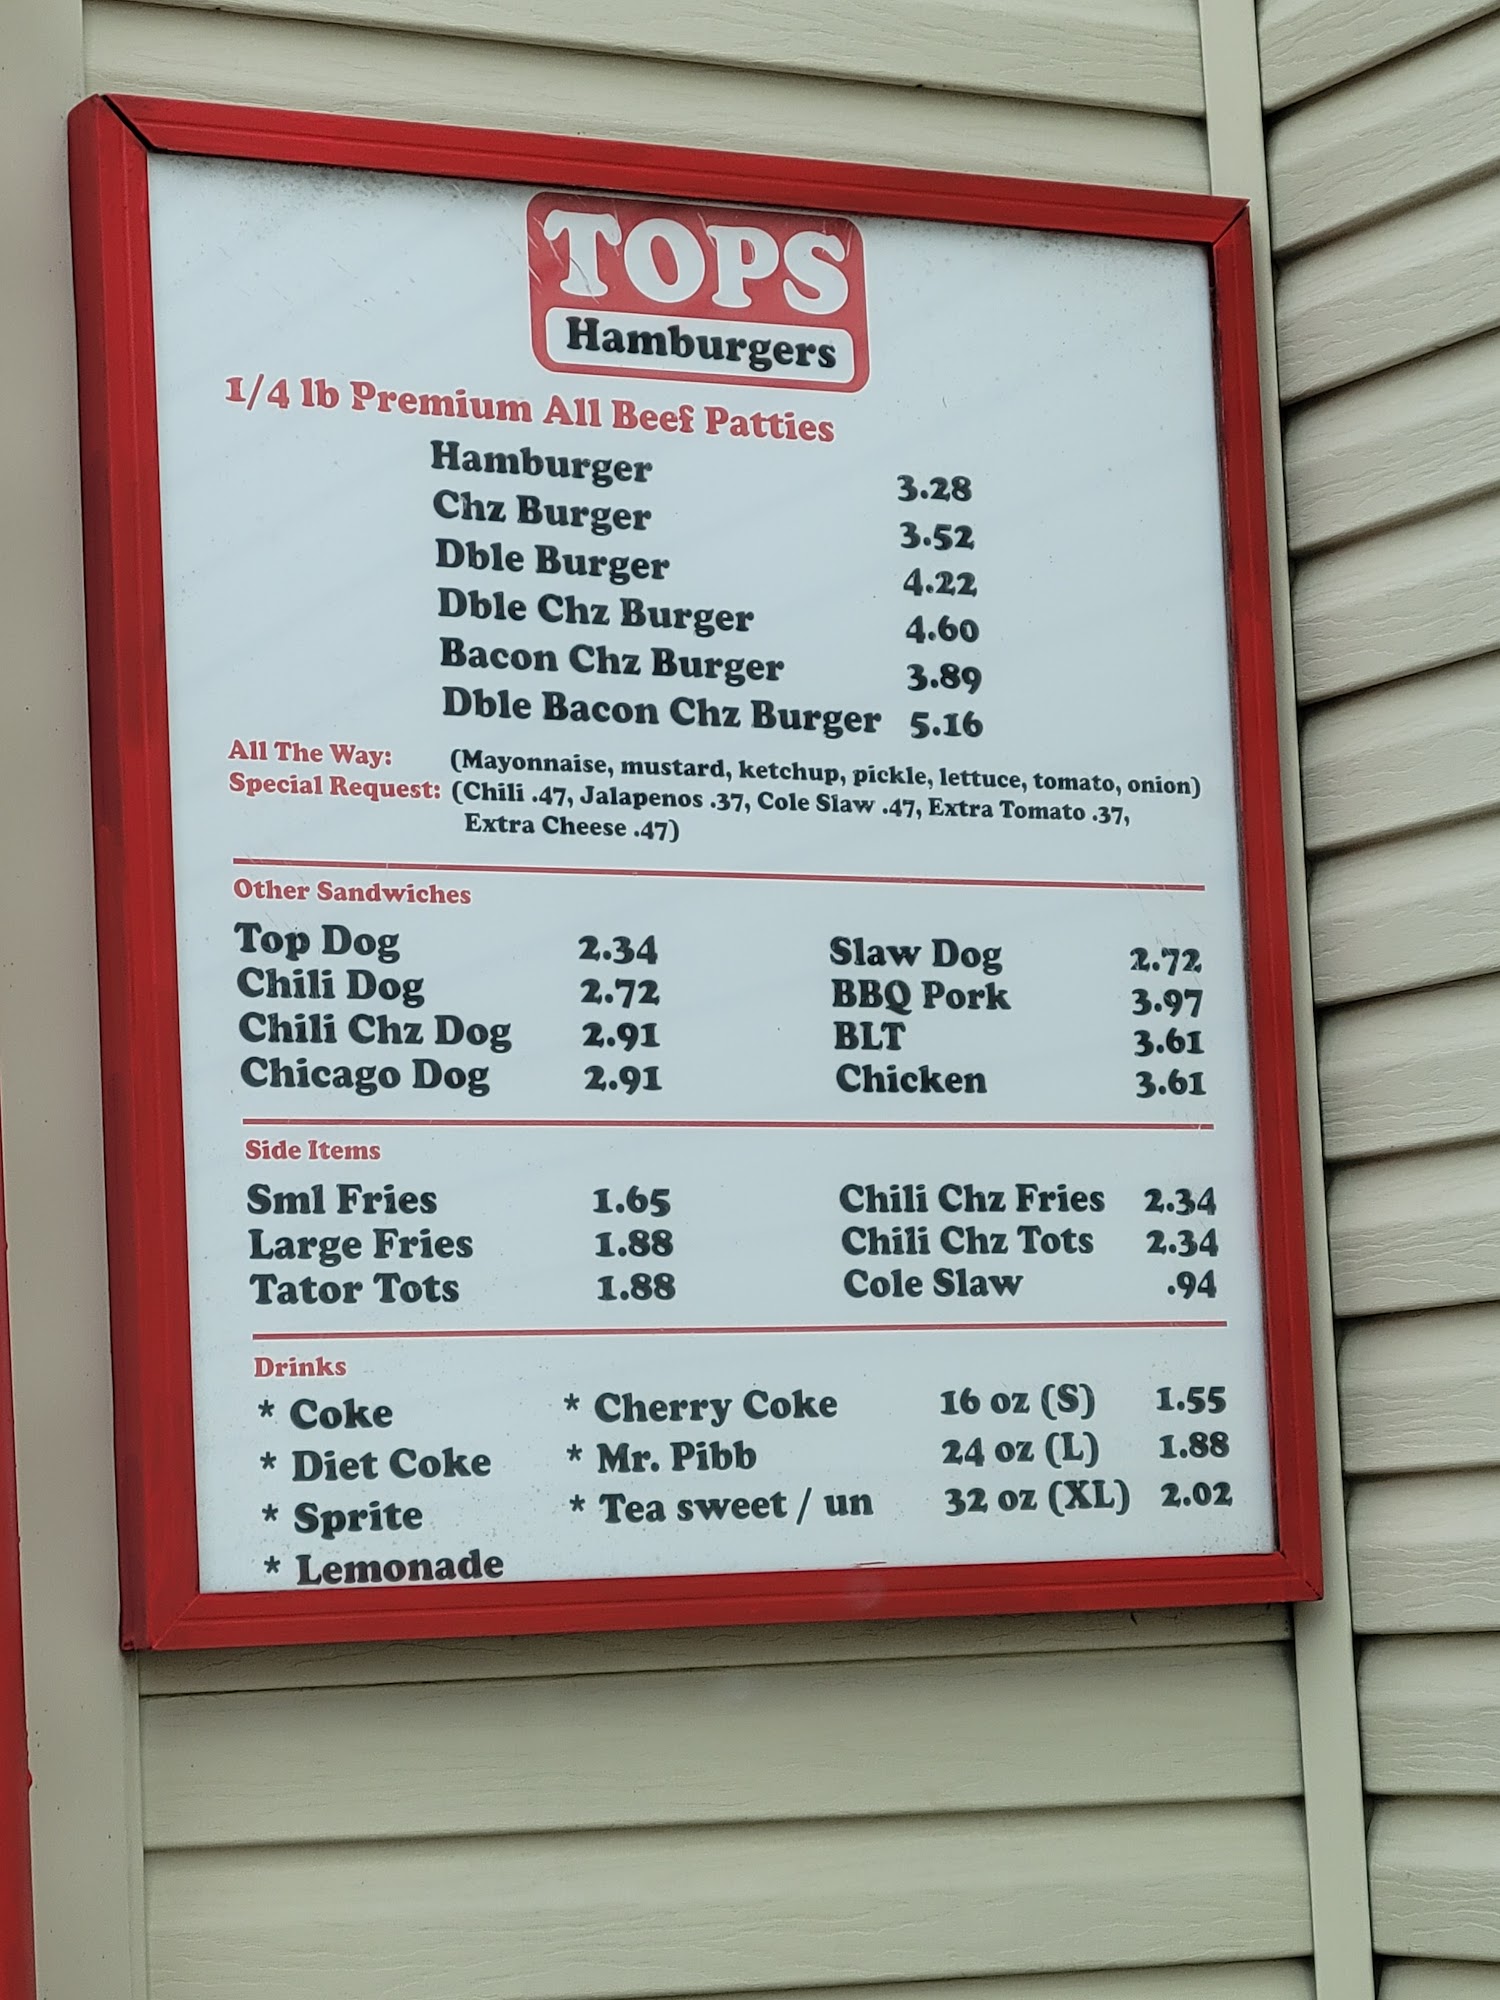 TOPS
Hamburgers
1/4 lb Premium All Beef Patties
Hamburger 3.28
Chz Burger 3.52
Dble Burger 4.22
Dble Chz Burger 4.60
Bacon Chz Burger 3.89
Dble Bacon Chz Burger 5.16
All The Way: (Mayonnaise, mustard, ketchup, pickle, lettuce, tomato, onion)
Special Request: (Chili .47, Jalapenos .37, Cole Slaw .47, Extra Tomato .37,
Extra Cheese .47)
Other Sandwiches
Top Dog 2.34 Slaw Dog 2.72
Chili Dog 2.72 BBQ Pork 3.97
Chili Chz Dog 2.91 BLT 3.61
Chicago Dog 2.91 Chicken 3.61
Side Items
Sml Fries 1.65 Chili Chz Fries 2.34
Large Fries 1.88 Chili Chz Tots 2.34
Tator Tots 1.88 Cole Slaw .94
Drinks
* Coke * Cherry Coke 16 oz (S) 1.55
* Diet Coke * Mr. Pibb 24 oz (L) 1.88
* Sprite * Tea sweet / un 32 oz (XL) 2.02
* Lemonade